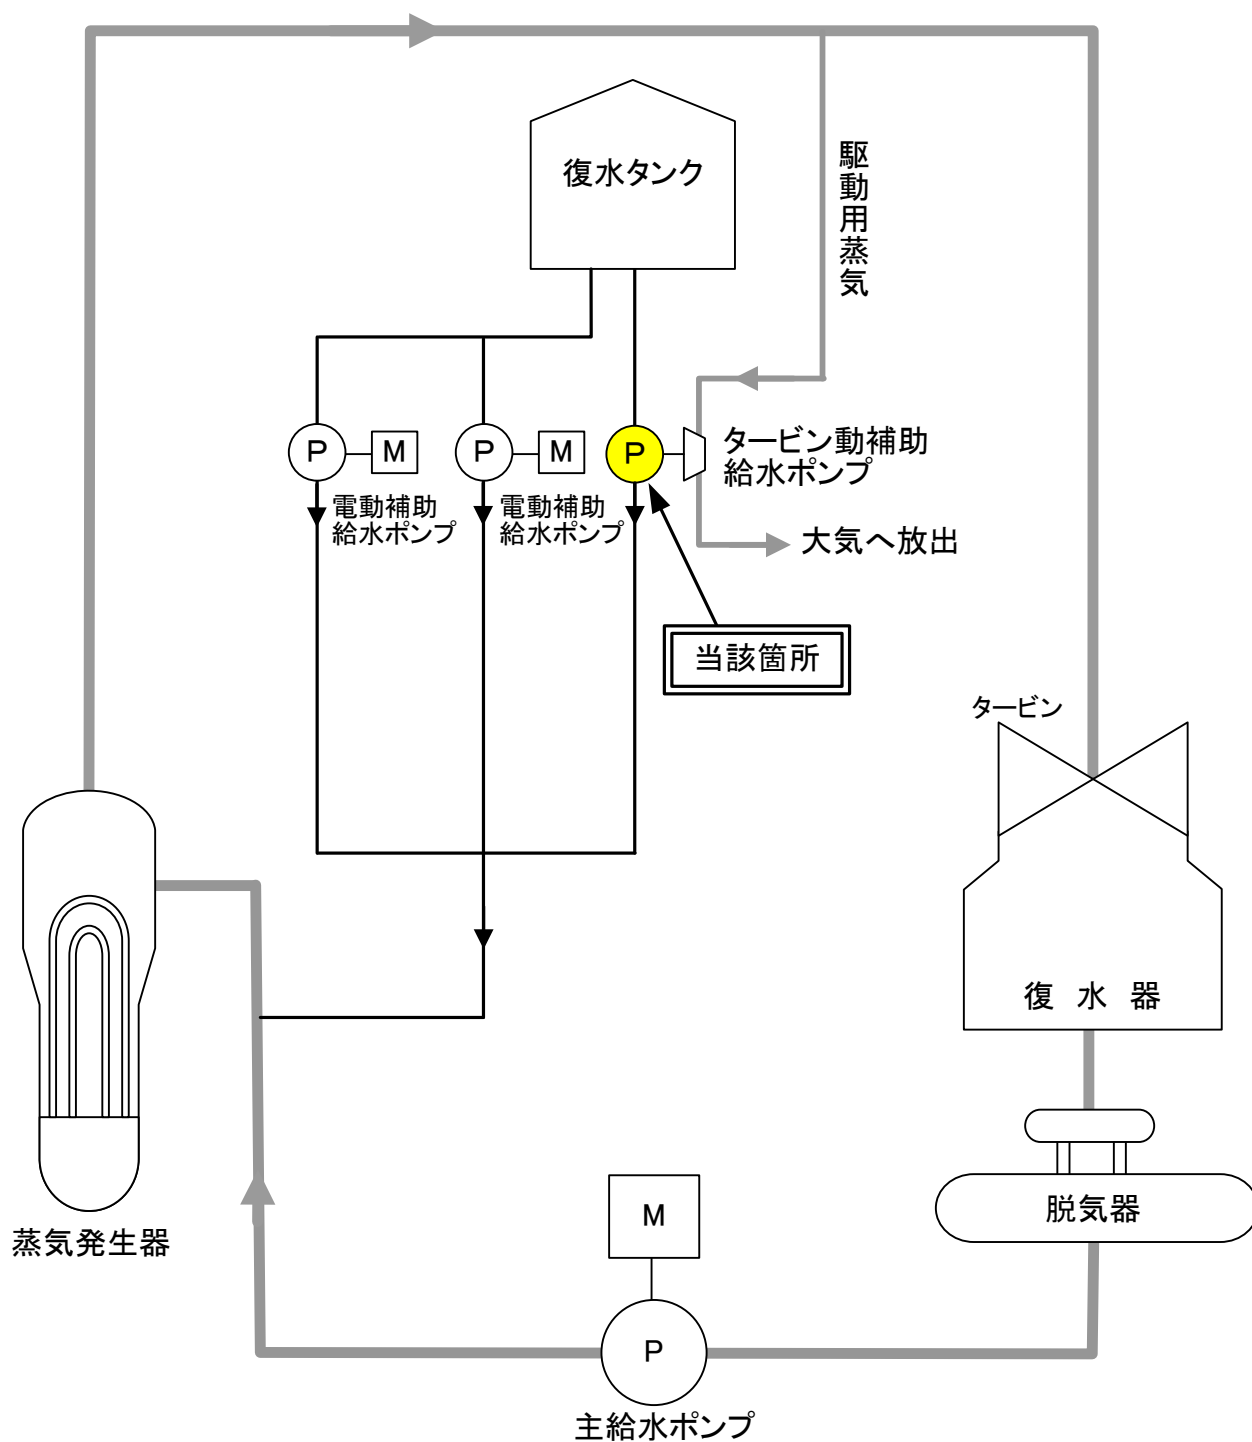 復水タンク
駆動用蒸気
P
M
P
M
P
タービン動補助
給水ポンプ
電動補助
給水ポンプ
電動補助
給水ポンプ
大気へ放出
当該箇所
タービン
復 水 器
脱気器
M
蒸気発生器
P
主給水ポンプ